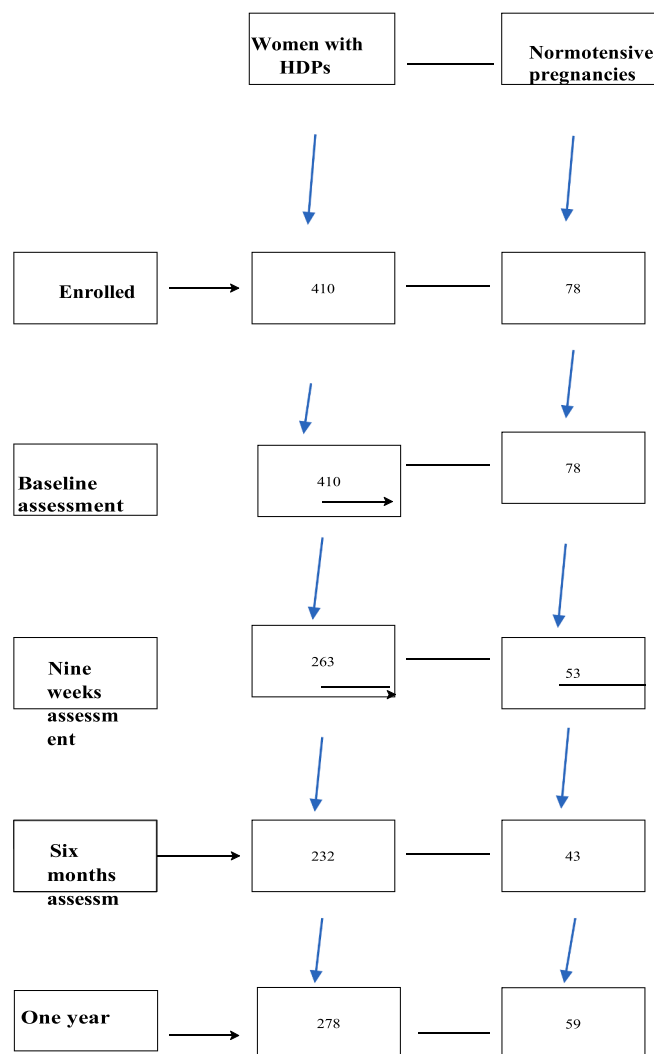 Women with
HDPs
Normotensive
pregnancies
Enrolled
410
78
Baseline
assessment
410
78
Nine
weeks
assessm
ent
263
53
Six
months
assessm
232
43
One year
278
59